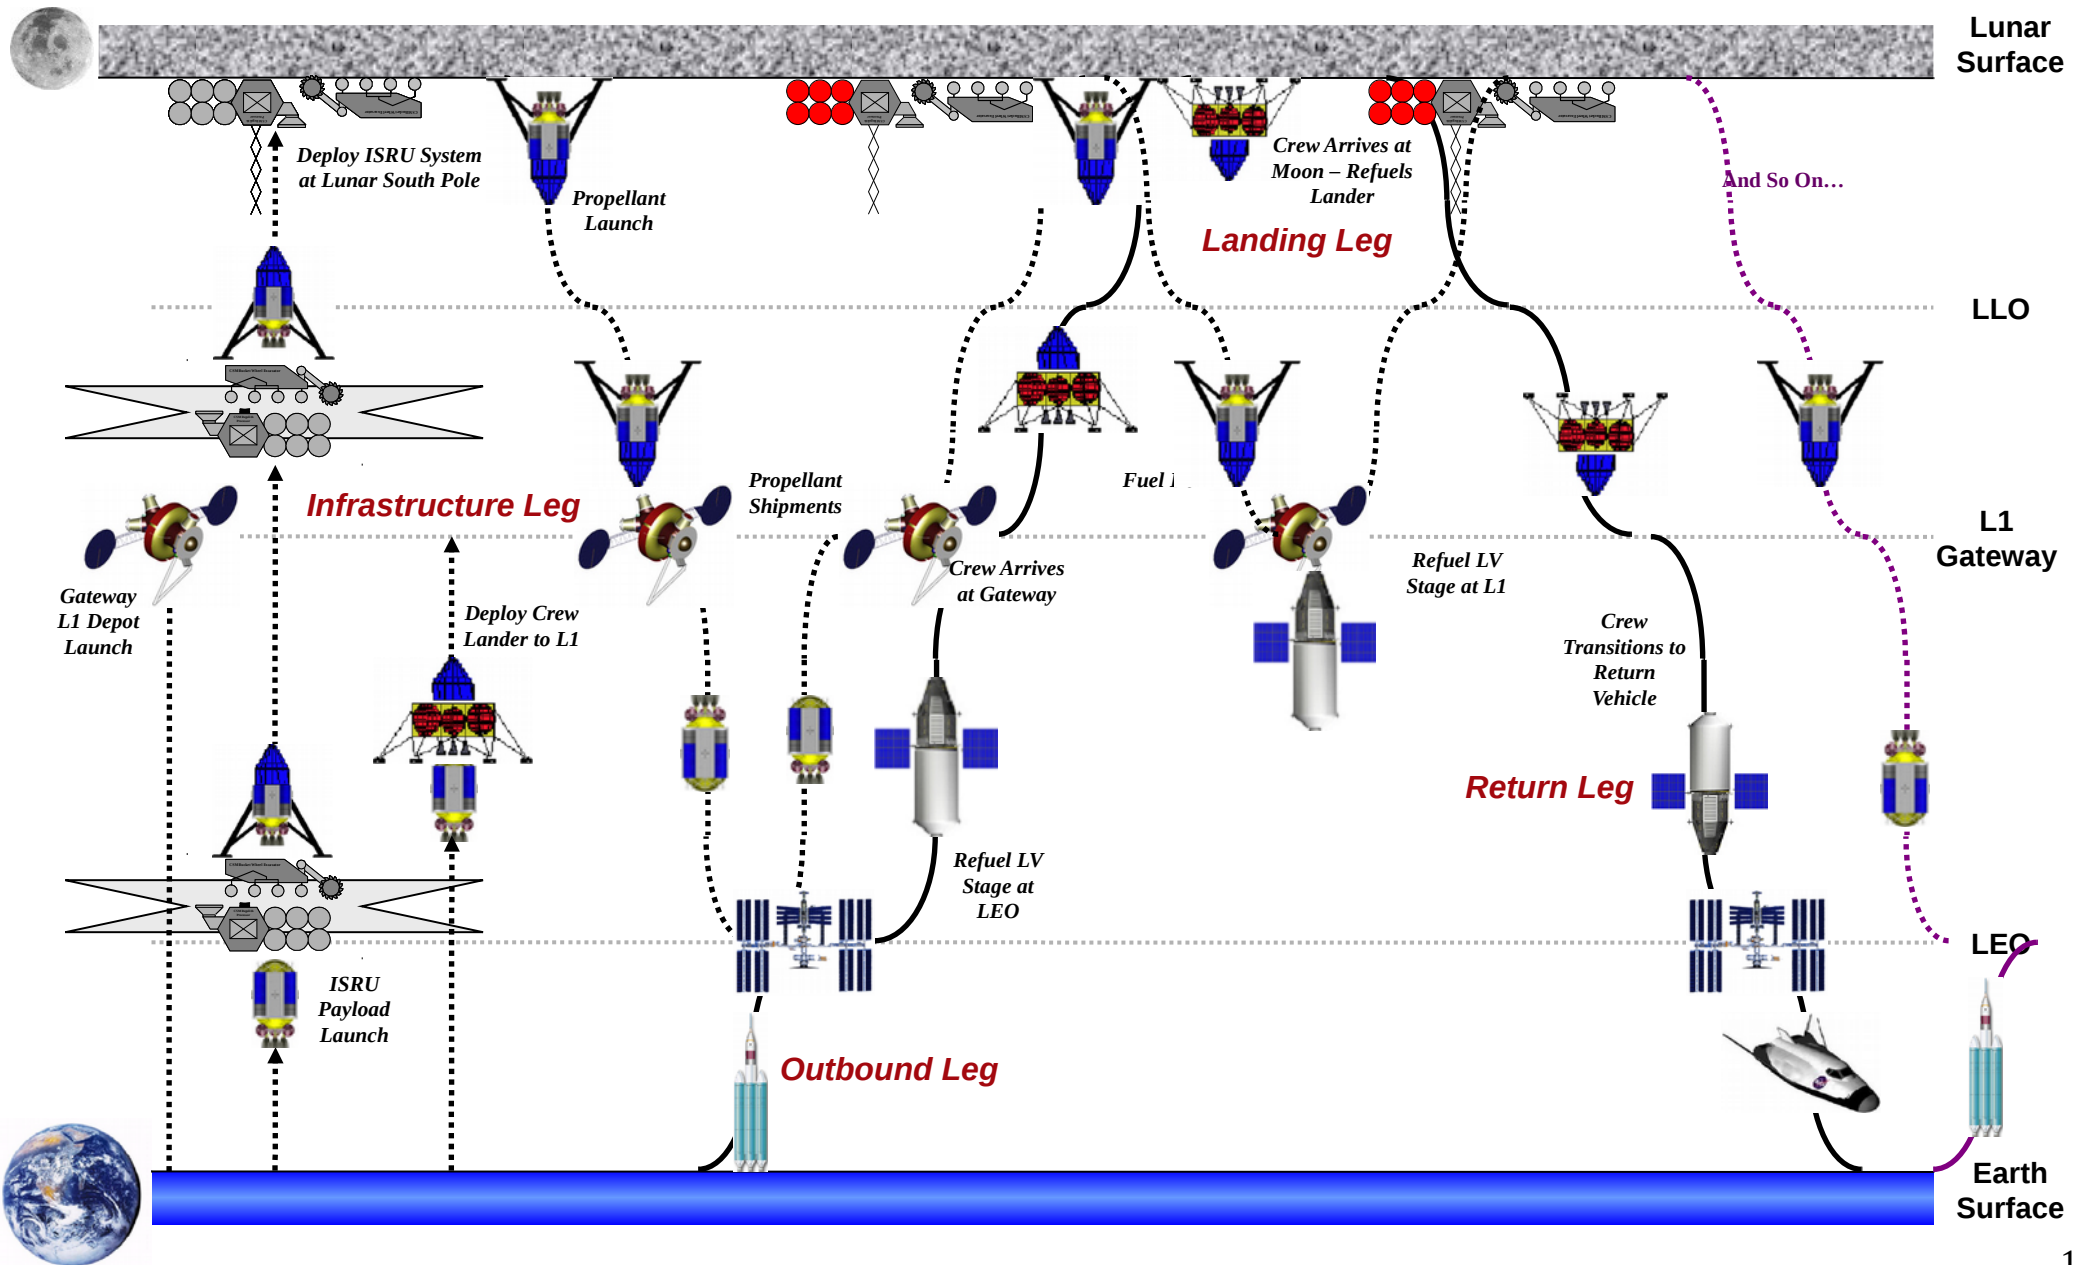 Lunar
Surface
Deploy ISRU System
at Lunar South Pole
Propellant
Launch
Crew Arrives at
Moon – Refuels
Lander
And So On…
Landing Leg
LLO
Infrastructure Leg
Propellant
Shipments
Fuel
L1
Gateway
Gateway
L1 Depot
Launch
Deploy Crew
Lander to L1
Crew Arrives
at Gateway
Refuel LV
Stage at L1
Crew
Transitions to
Return
Vehicle
Return Leg
Refuel LV
Stage at
LEO
LEO
ISRU
Payload
Launch
Outbound Leg
Earth
Surface
1